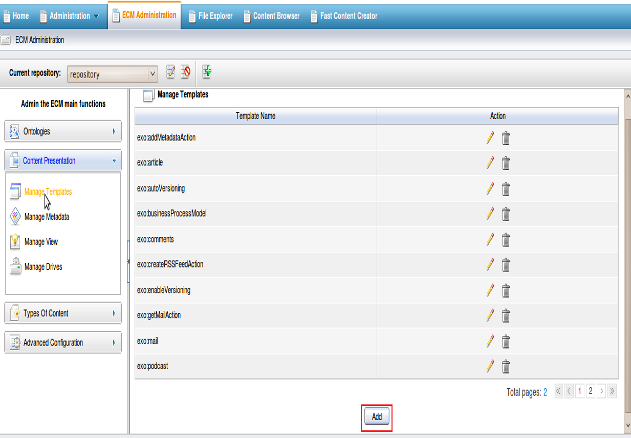 Home Administration ECM Administration File Explorer Content Browser Fast Content Creator
ECM Administration
Current repository: repository
Admin the ECM main functions
Ontologies
Content Presentation
Manage Templates
Manage Metadata
Manage View
Manage Drives
Types Of Content
Advanced Configuration
Manage Templates
Template Name Action
exo:addMetadataAction
exo:article
exo:autoVersioning
exo:businessProcessModel
exo:comments
exo:createRSSFeedAction
exo:enableVersioning
exo:getMailAction
exo:mail
exo:podcast
Total pages: 2 1 2
Add